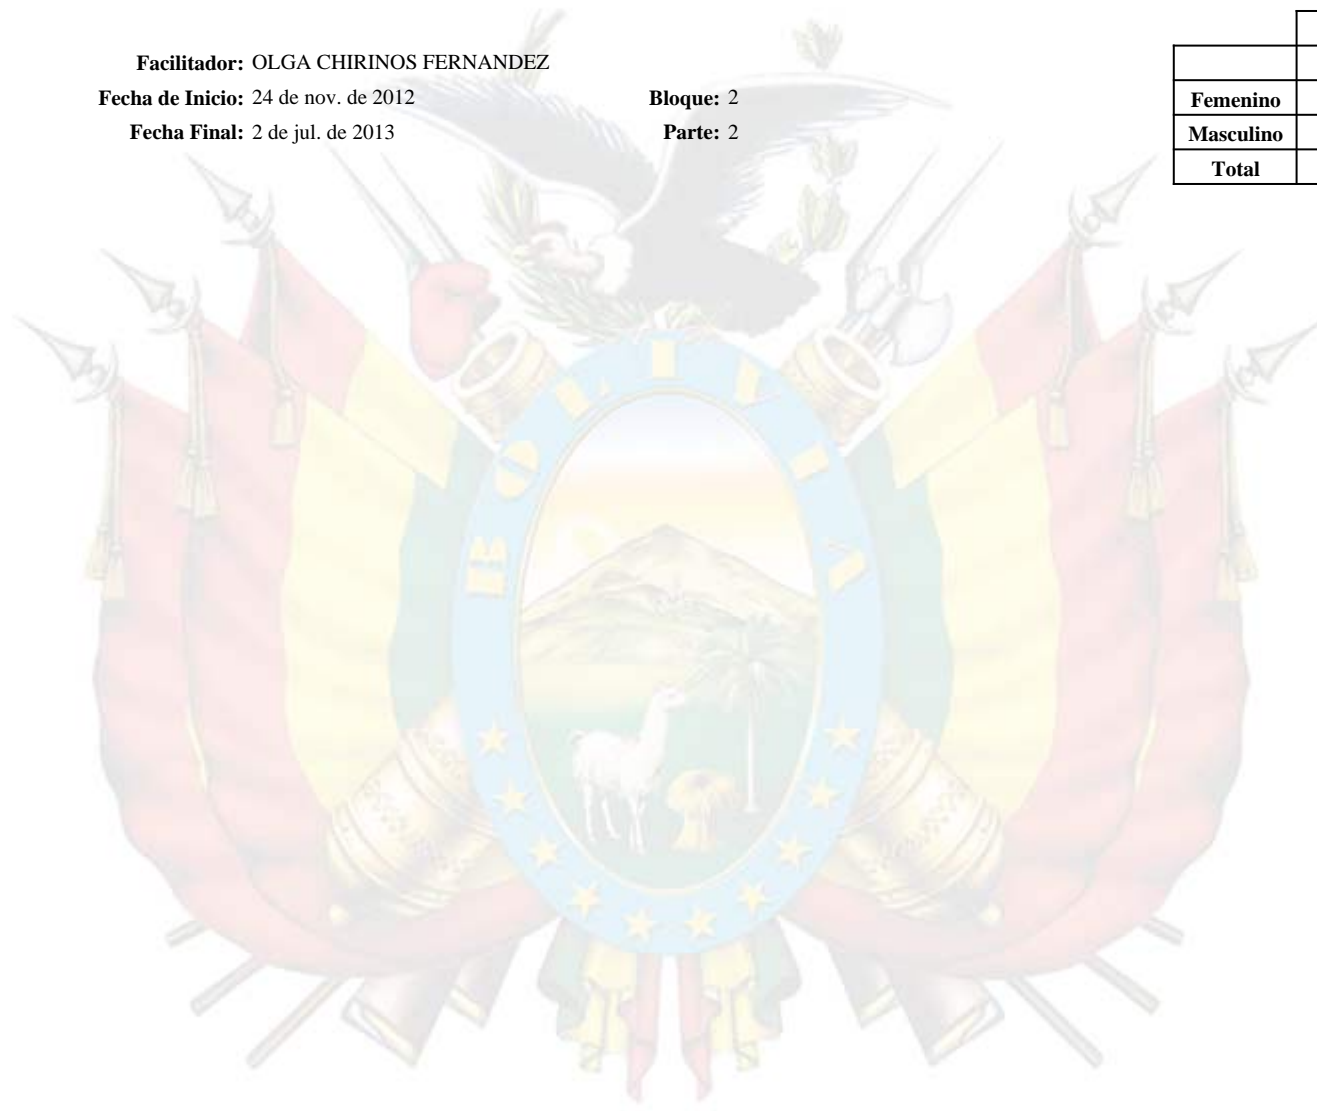 Facilitador: OLGA CHIRINOS FERNANDEZ
Fecha de Inicio: 24 de nov. de 2012 Bloque: 2
Fecha Final: 2 de jul. de 2013 Parte: 2
Femenino
Masculino
Total
BOLIVIA